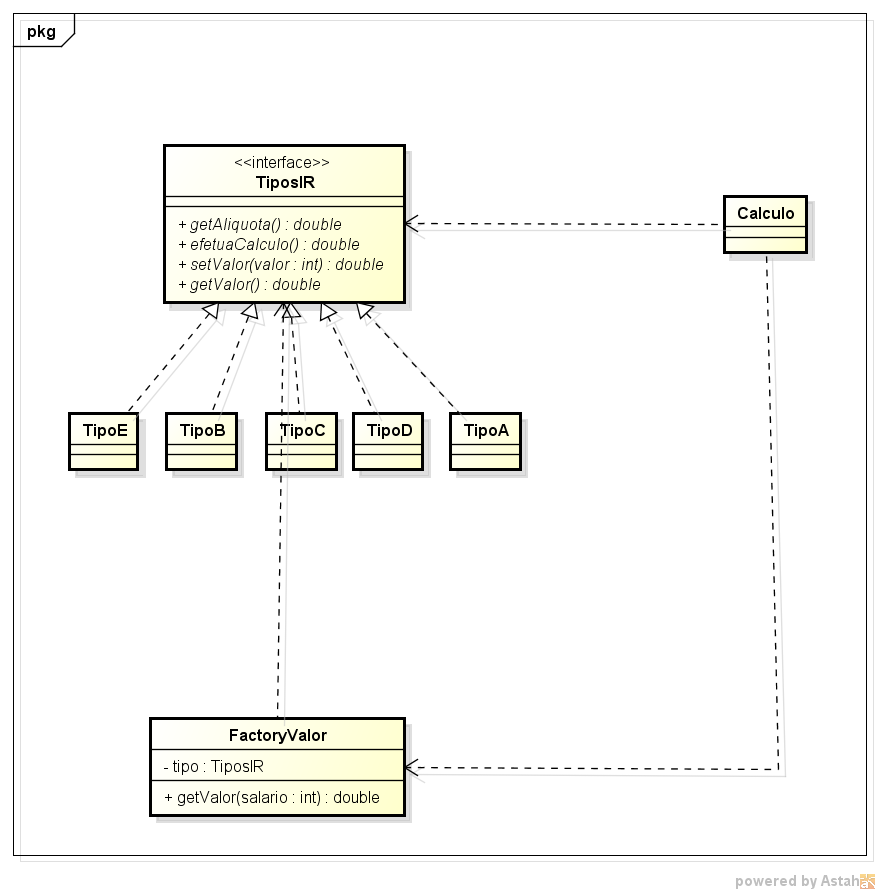 pkg
<<interface>>
TiposIR
+ getAliquota() : double
+ efetuaCalculo() : double
+ setValor(valor : int) : double
+ getValor() : double
Calculo
TipoE
TipoB
TipoC
TipoD
TipoA
FactoryValor
- tipo : TiposIR
+ getValor(salario : int) : double
powered by Astah